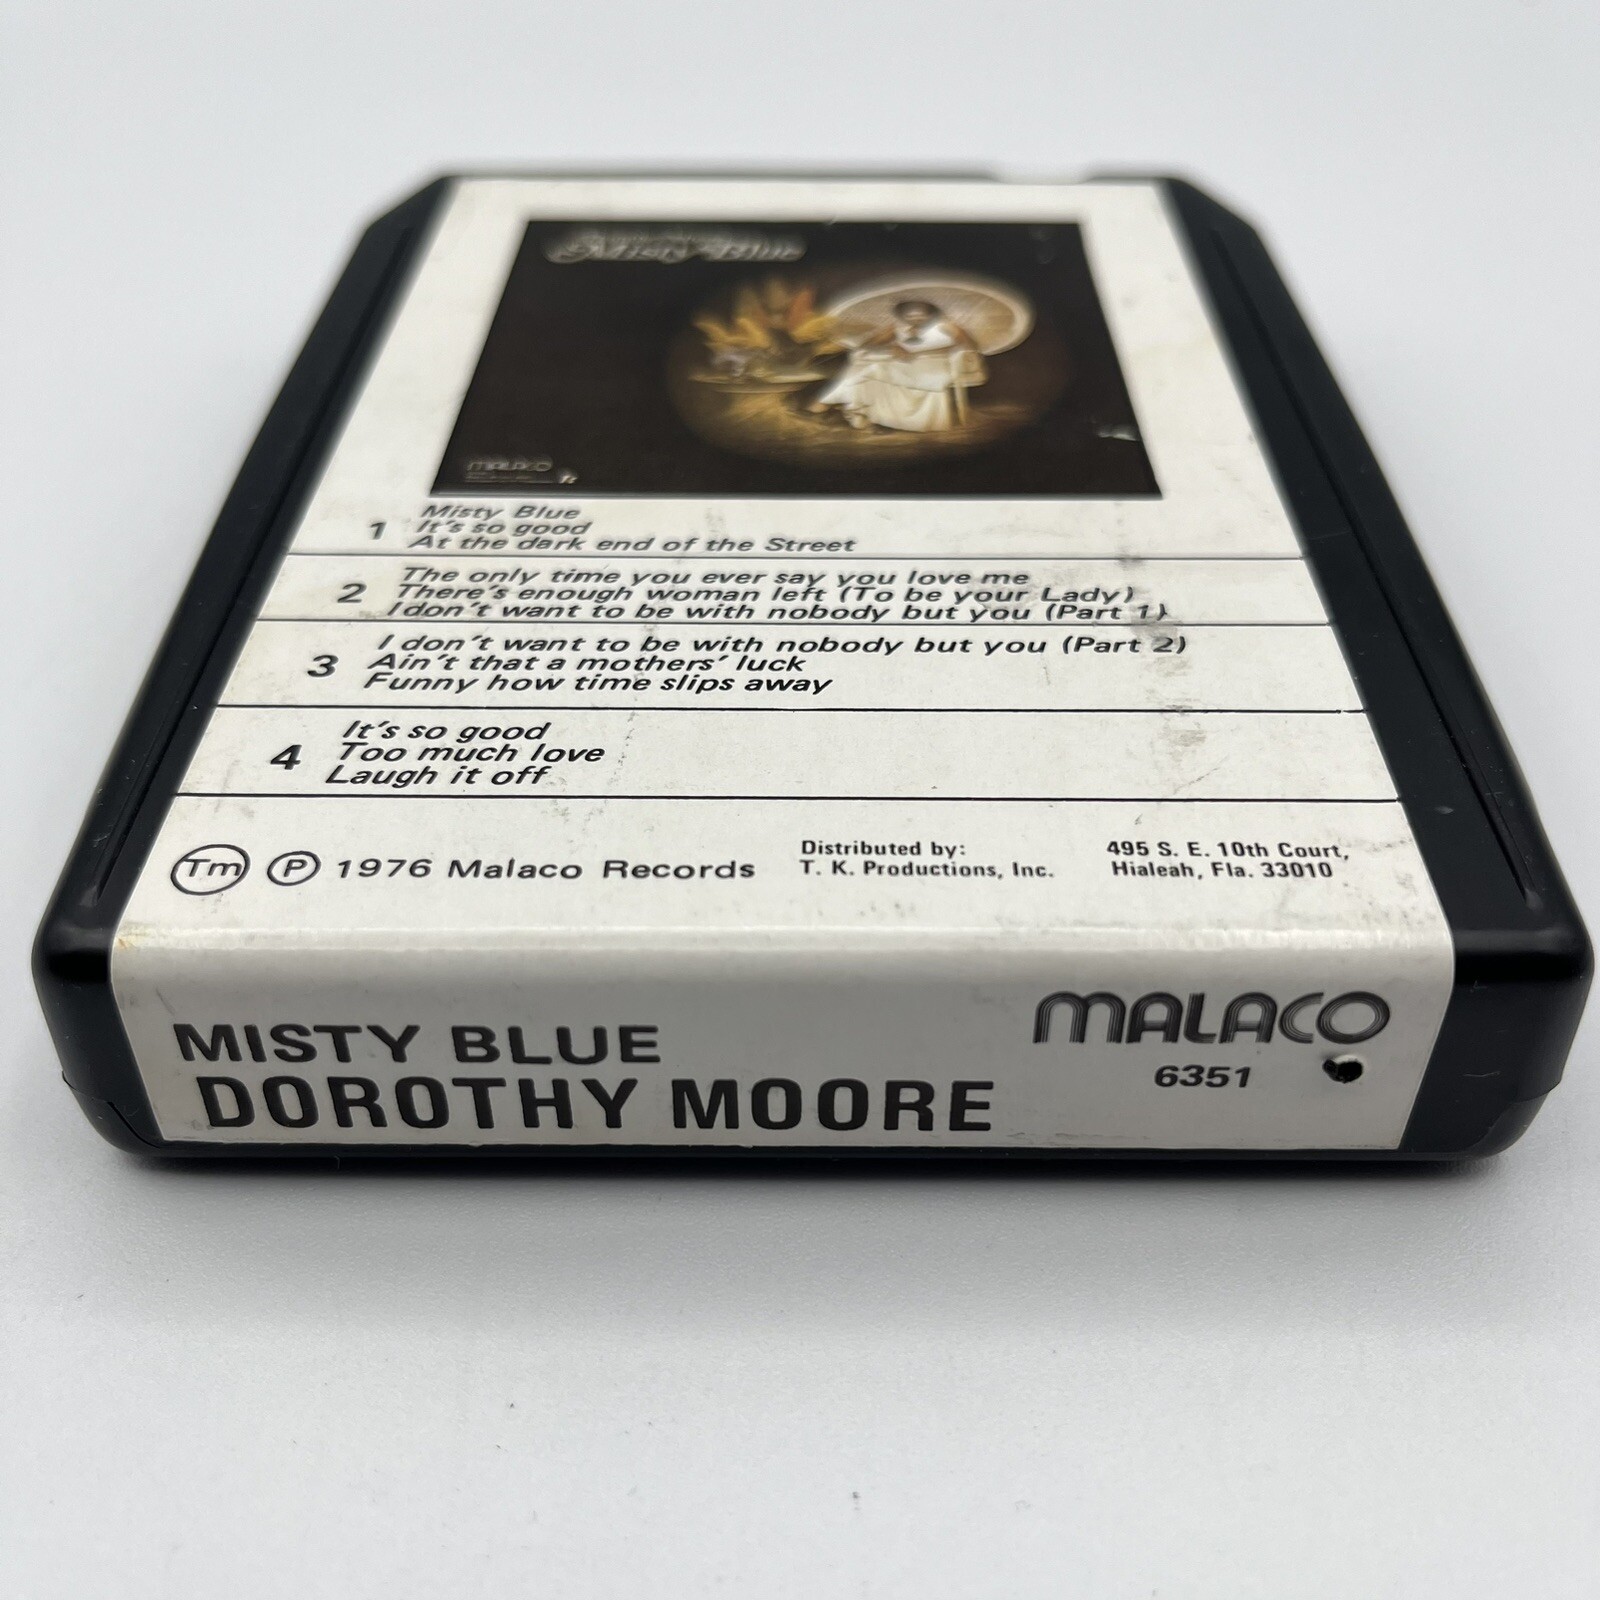 Misty Blue
MALACO
1
Misty Blue
It's so good
At the dark end of the Street
2
The only time you ever say you love me
There's enough woman left (To be your Lady)
I don't want to be with nobody but you (Part 1)
3
I don't want to be with nobody but you (Part 2)
Ain't that a mothers' luck
Funny how time slips away
4
It's so good
Too much love
Laugh it off
Tm P 1976 Malaco Records
Distributed by:
T. K. Productions, Inc.
495 S. E. 10th Court,
Hialeah, Fla. 33010
MISTY BLUE
DOROTHY MOORE
MALACO
6351